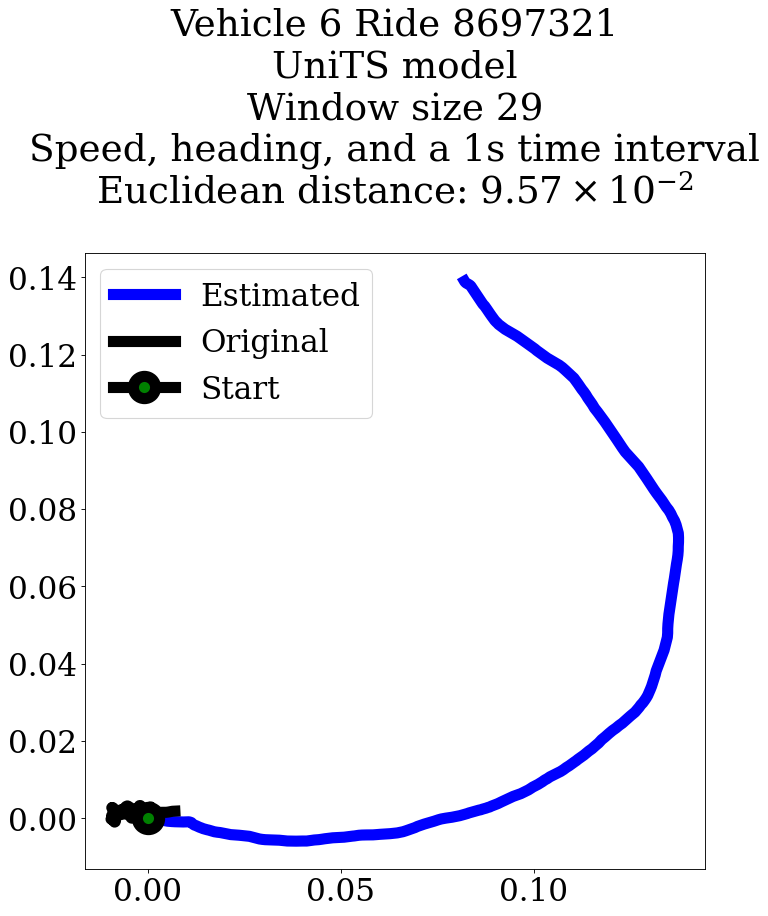 Vehicle 6 Ride 8697321
UniTS model
Window size 29
Speed, heading, and a 1s time interval
Euclidean distance: 9.57 × 10⁻²
Estimated
Original
Start
0.14
0.12
0.10
0.08
0.06
0.04
0.02
0.00
0.00 0.05 0.10